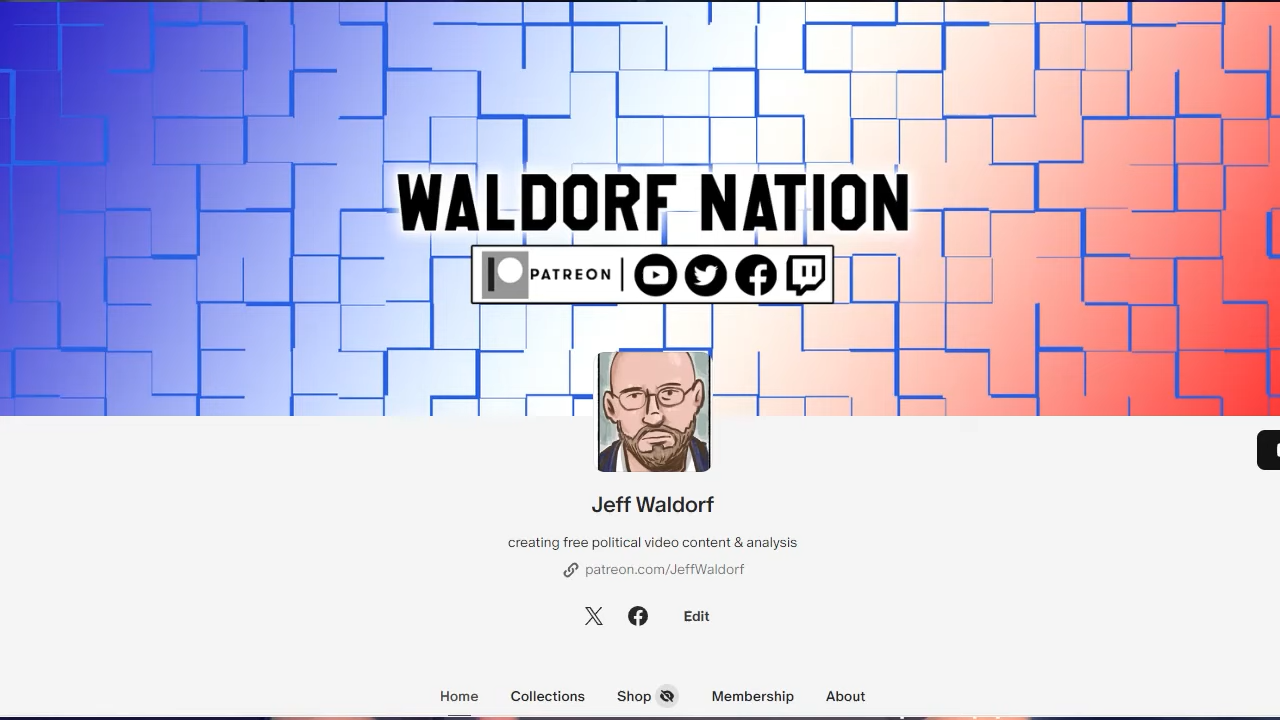 WALDORF NATION
PATREON
Jeff Waldorf
creating free political video content & analysis
patreon.com/JeffWaldorf
Edit
Home Collections Shop Membership About